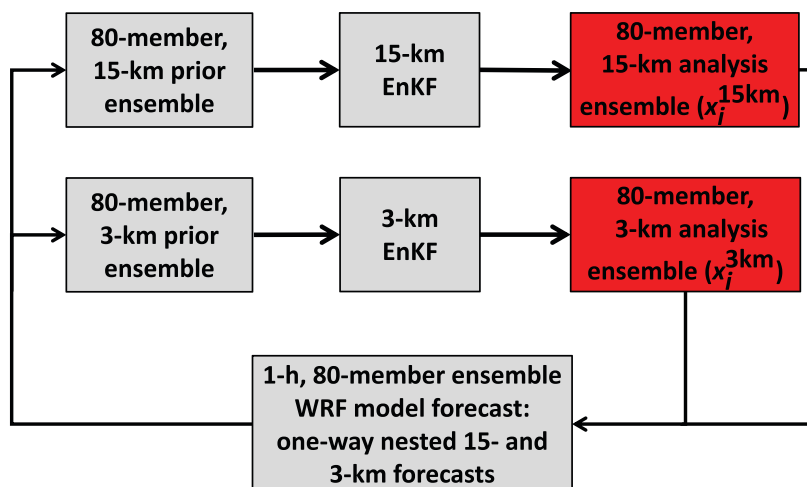 80-member,
15-km prior
ensemble
15-km
EnKF
80-member,
15-km analysis
ensemble (x_i^15km)
80-member,
3-km prior
ensemble
3-km
EnKF
80-member,
3-km analysis
ensemble (x_i^3km)
1-h, 80-member ensemble
WRF model forecast:
one-way nested 15- and
3-km forecasts